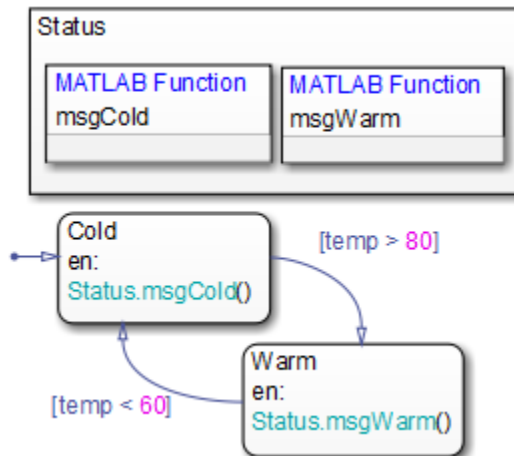 Status
MATLAB Function
msgCold
MATLAB Function
msgWarm
Cold
en:
Status.msgCold()
[temp > 80]
Warm
en:
Status.msgWarm()
[temp < 60]